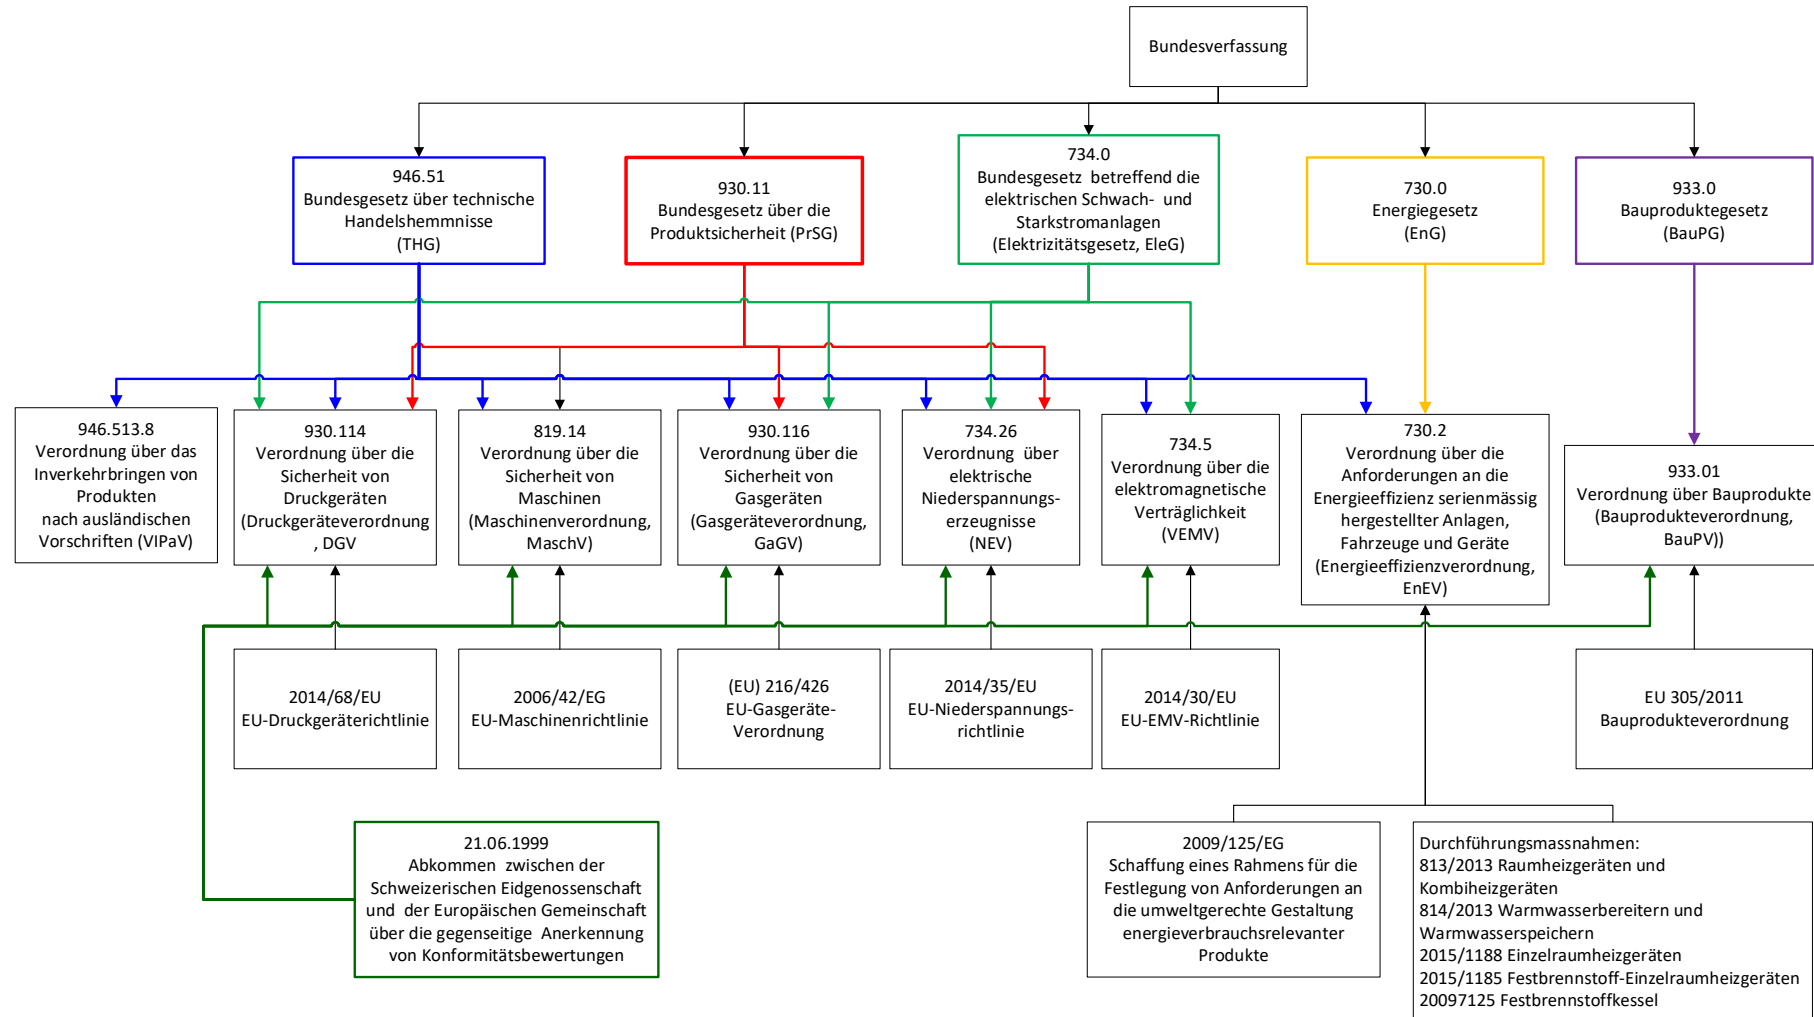 Bundesverfassung
946.51
Bundesgesetz über technische
Handelshemmnisse
(THG)
930.11
Bundesgesetz über die
Produktsicherheit (PrSG)
734.0
Bundesgesetz betreffend die
elektrischen Schwach- und
Starkstromanlagen
(Elektrizitätsgesetz, EleG)
730.0
Energiegesetz
(EnG)
933.0
Bauproduktegesetz
(BauPG)
946.513.8
Verordnung über das
Inverkehrbringen von
Produkten
nach ausländischen
Vorschriften (VIPaV)
930.114
Verordnung über die
Sicherheit von
Druckgeräten
(Druckgeräteverordnung
, DGV
819.14
Verordnung über die
Sicherheit von
Maschinen
(Maschinenverordnung,
MaschV)
930.116
Verordnung über die
Sicherheit von
Gasgeräten
(Gasgeräteverordnung,
GaGV)
734.26
Verordnung über
elektrische
Niederspannungs-
erzeugnisse
(NEV)
734.5
Verordnung über die
elektromagnetische
Verträglichkeit
(VEMV)
730.2
Verordnung über die
Anforderungen an die
Energieeffizienz serienmässig
hergestellter Anlagen,
Fahrzeuge und Geräte
(Energieeffizienzverordnung,
EnEV)
933.01
Verordnung über Bauprodukte
(Bauprodukteverordnung,
BauPV))
2014/68/EU
EU-Druckgeräterichtlinie
2006/42/EG
EU-Maschinenrichtlinie
(EU) 216/426
EU-Gasgeräte-
Verordnung
2014/35/EU
EU-Niederspannungs-
richtlinie
2014/30/EU
EU-EMV-Richtlinie
EU 305/2011
Bauprodukteverordnung
21.06.1999
Abkommen zwischen der
Schweizerischen Eidgenossenschaft
und der Europäischen Gemeinschaft
über die gegenseitige Anerkennung
von Konformitätsbewertungen
2009/125/EG
Schaffung eines Rahmens für die
Festlegung von Anforderungen an
die umweltgerechte Gestaltung
energieverbrauchsrelevanter
Produkte
Durchführungsmassnahmen:
813/2013 Raumheizgeräten und
Kombiheizgeräten
814/2013 Warmwasserbereitern und
Warmwasserspeichern
2015/1188 Einzelraumheizgeräten
2015/1185 Festbrennstoff-Einzelraumheizgeräten
20097125 Festbrennstoffkessel